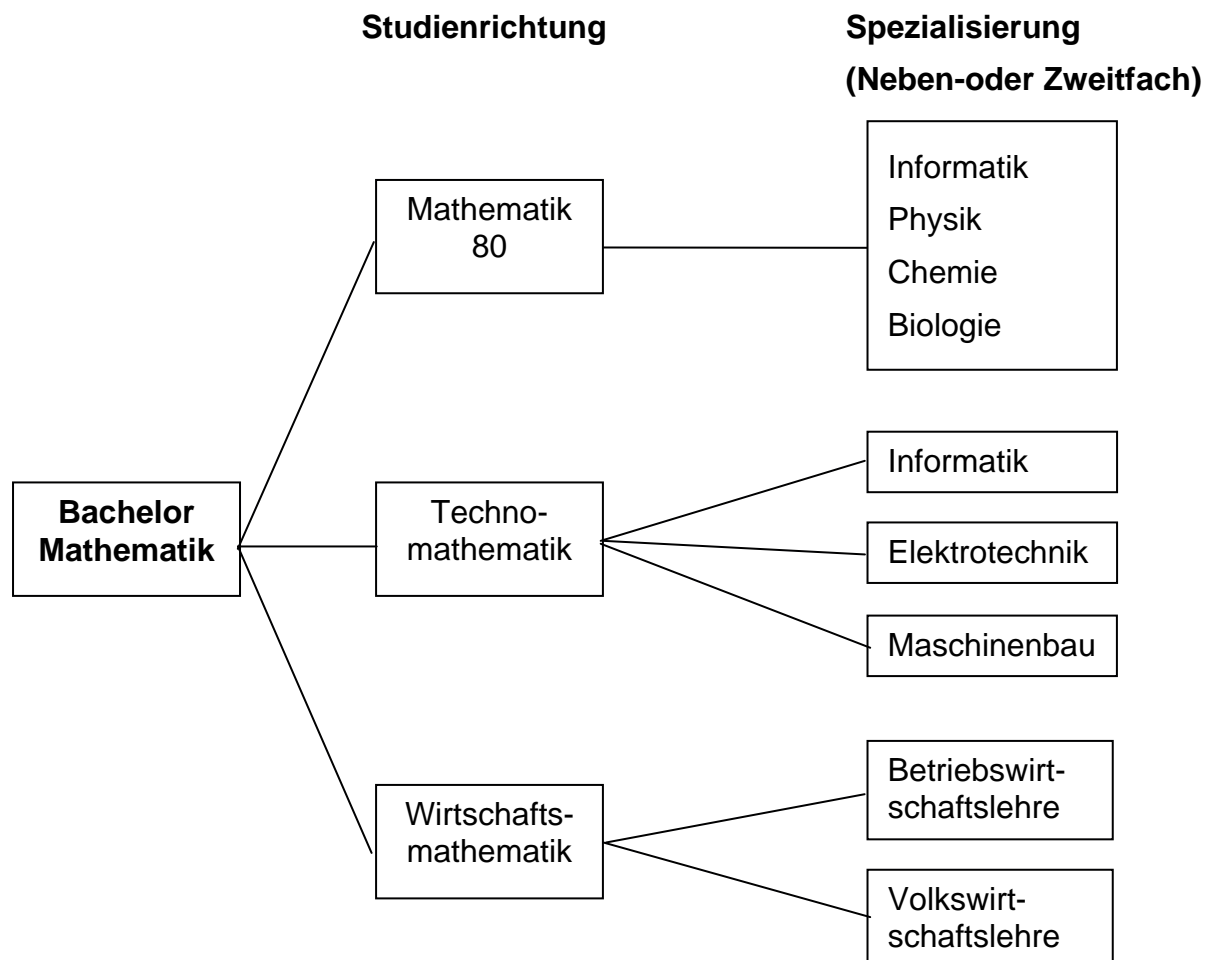 Studienrichtung
Spezialisierung
(Neben-oder Zweitfach)
Mathematik
80
Informatik
Physik
Chemie
Biologie
Bachelor
Mathematik
Techno-
mathematik
Informatik
Elektrotechnik
Maschinenbau
Wirtschafts-
mathematik
Betriebswirt-
schaftslehre
Volkswirt-
schaftslehre